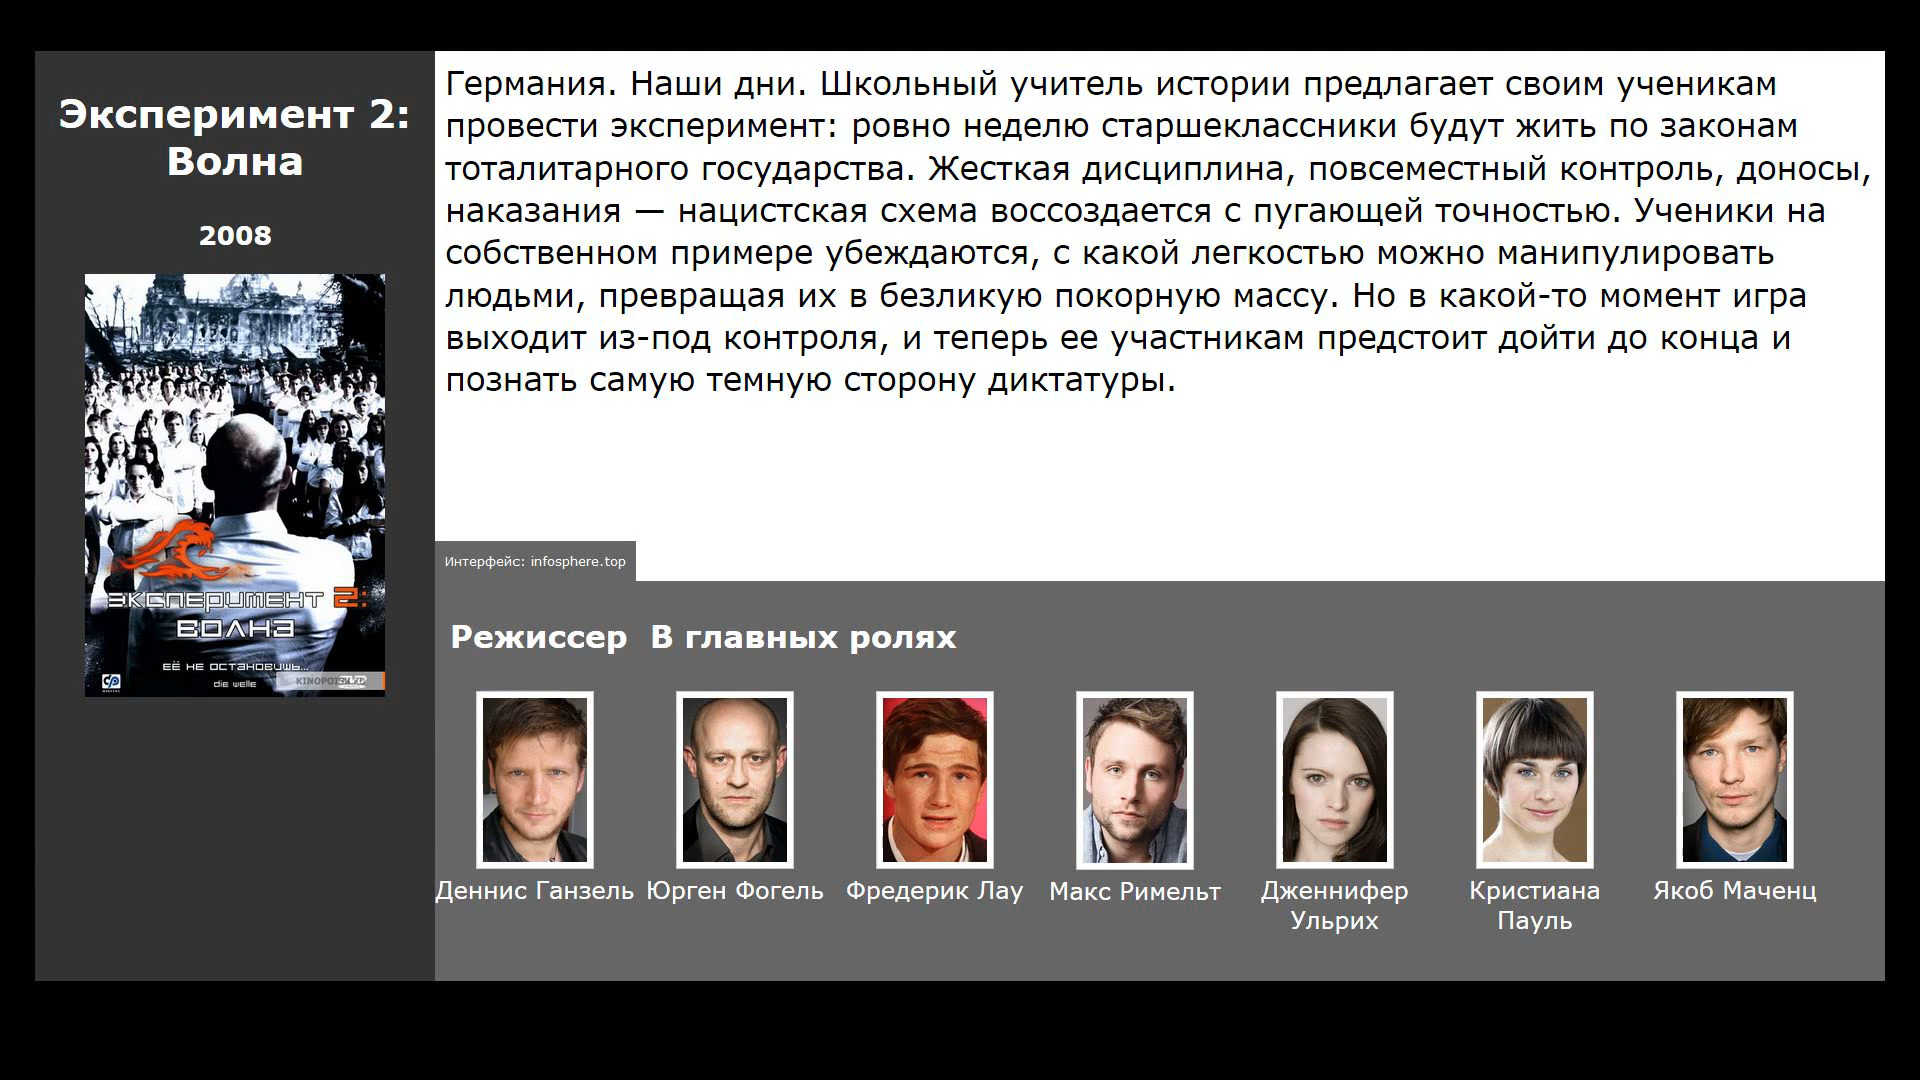 Эксперимент 2:
Волна
2008
ЭКСПЕРИМЕНТ 2:
ВОЛНА
ЕЁ НЕ ОСТАНОВИШЬ...
die welle
Германия. Наши дни. Школьный учитель истории предлагает своим ученикам
провести эксперимент: ровно неделю старшеклассники будут жить по законам
тоталитарного государства. Жесткая дисциплина, повсеместный контроль, доносы,
наказания — нацистская схема воссоздается с пугающей точностью. Ученики на
собственном примере убеждаются, с какой легкостью можно манипулировать
людьми, превращая их в безликую покорную массу. Но в какой-то момент игра
выходит из-под контроля, и теперь ее участникам предстоит дойти до конца и
познать самую темную сторону диктатуры.
Интерфейс: infosphere.top
Режиссер В главных ролях
Деннис Ганзель Юрген Фогель Фредерик Лау Макс Римельт Дженнифер Ульрих Кристиана Пауль Якоб Маченц